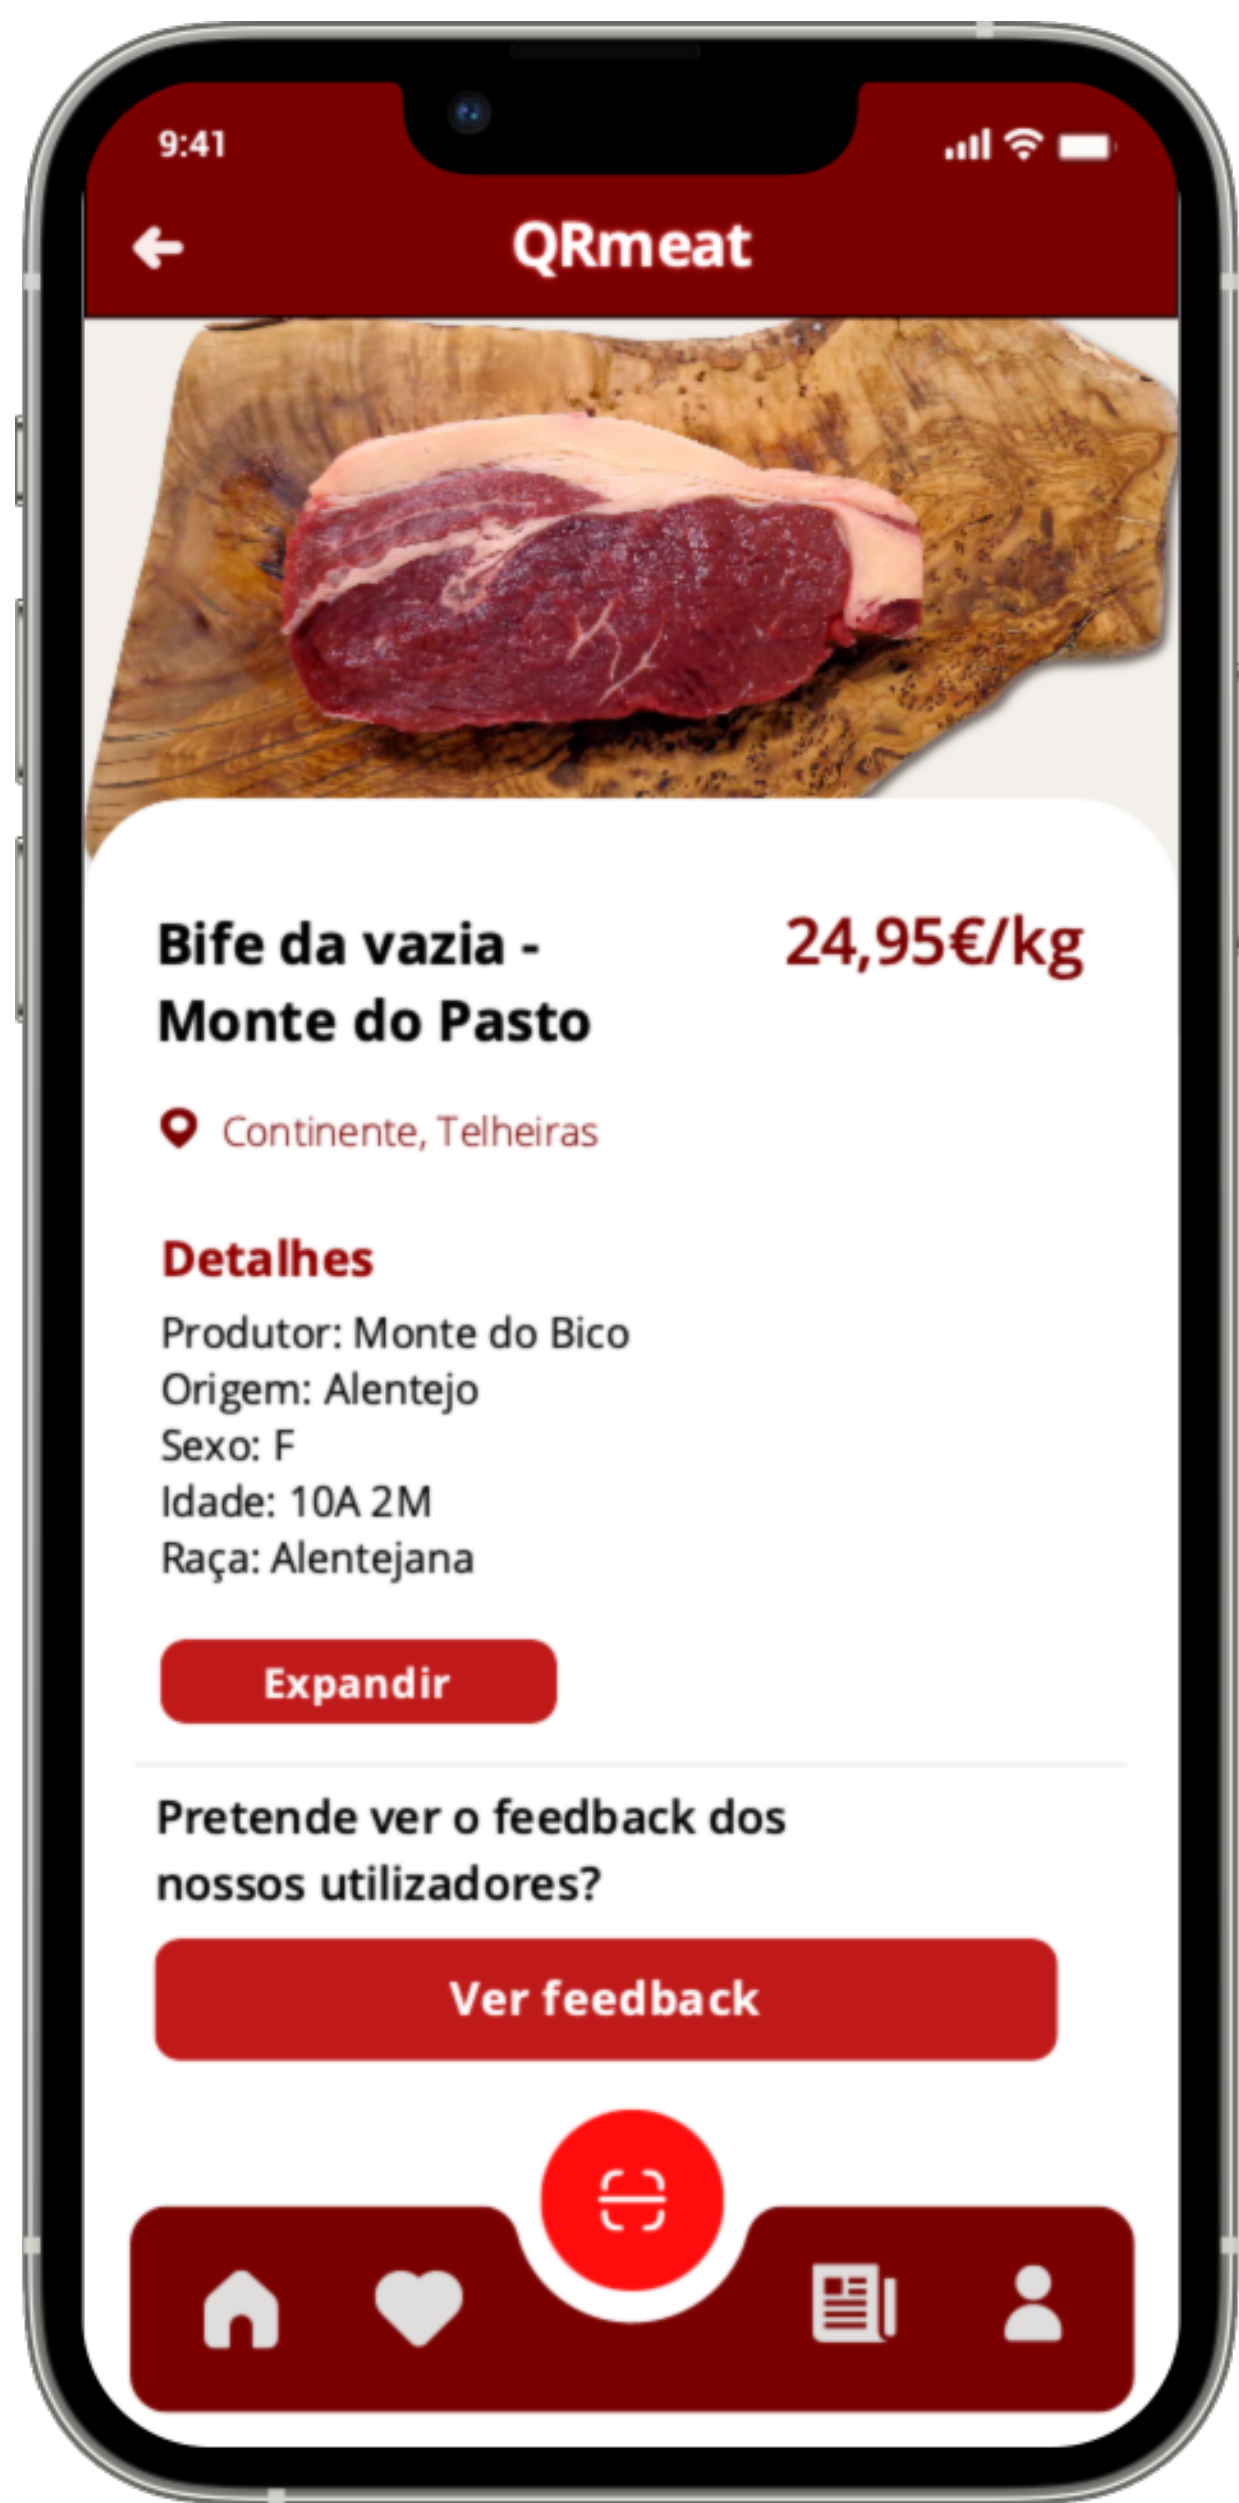 9:41
QRmeat
Bife da vazia -
Monte do Pasto
24,95€/kg
Continente, Telheiras
Detalhes
Produtor: Monte do Bico
Origem: Alentejo
Sexo: F
Idade: 10A 2M
Raça: Alentejana
Expandir
Pretende ver o feedback dos
nossos utilizadores?
Ver feedback